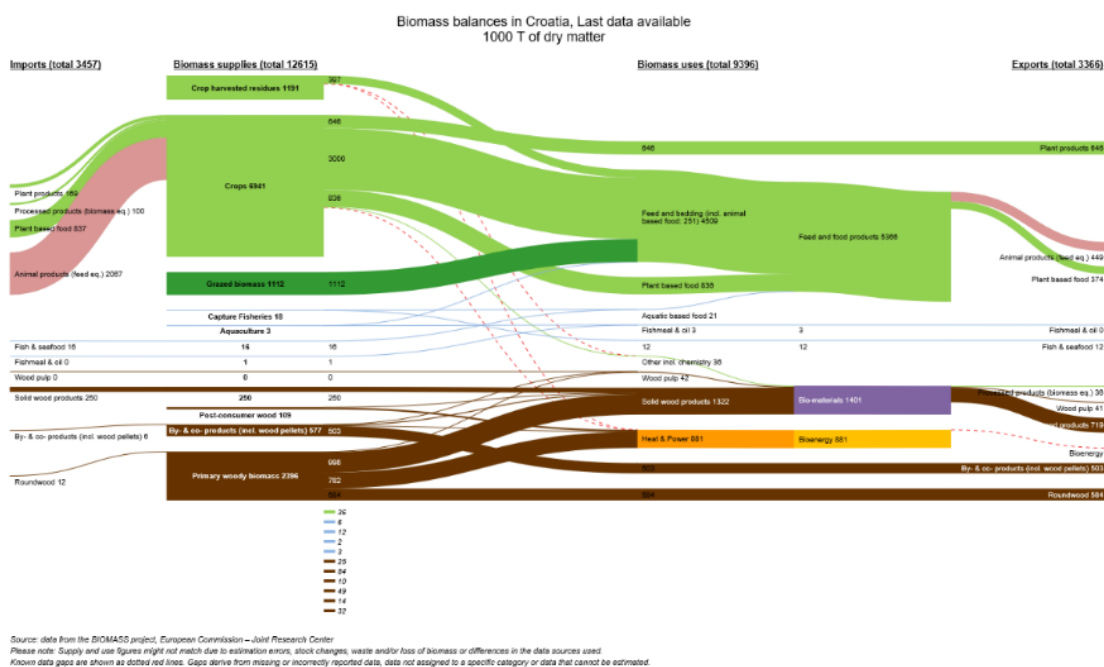 Biomass balances in Croatia, Last data available
1000 T of dry matter
Imports (total 3457)
Biomass supplies (total 12615)
Biomass uses (total 9396)
Exports (total 3366)
Crop harvested residues 1191
397
646
646
Plant products 646
3000
Crops 6941
Plant products 169
Processed products (biomass eq.) 100
Plant based food 837
836
Feed and bedding (incl. animal
based food: 251) 4509
Feed and food products 5366
Animal products (feed eq.) 2067
Animal products (feed eq.) 449
Plant based food 374
Grazed biomass 1112
1112
Plant based food 836
Capture Fisheries 18
Aquatic based food 21
Aquaculture 3
Fishmeal & oil 3
3
Fishmeal & oil 0
Fish & seafood 16
16
16
12
12
Fish & seafood 12
Fishmeal & oil 0
1
1
Other incl. chemistry 36
Wood pulp 0
0
0
Wood pulp 42
Solid wood products 250
250
250
Solid wood products 1322
Bio-materials 1401
Processed products (biomass eq.) 36
Wood pulp 41
products 719
Post-consumer wood 109
By- & co- products (incl. wood pellets) 6
By- & co- products (incl. wood pellets) 577
503
Heat & Power 881
Bioenergy 881
Bioenergy
998
503
By- & co- products (incl. wood pellets) 503
Primary woody biomass 2396
782
Roundwood 12
584
584
Roundwood 584
36
6
12
2
3
25
84
10
49
14
32
Source: data from the BIOMASS project, European Commission – Joint Research Center
Please note: Supply and use figures might not match due to estimation errors, stock changes, waste and/or loss of biomass or differences in the data sources used.
Known data gaps are shown as dotted red lines. Gaps derive from missing or incorrectly reported data, data not assigned to a specific category or data that cannot be estimated.